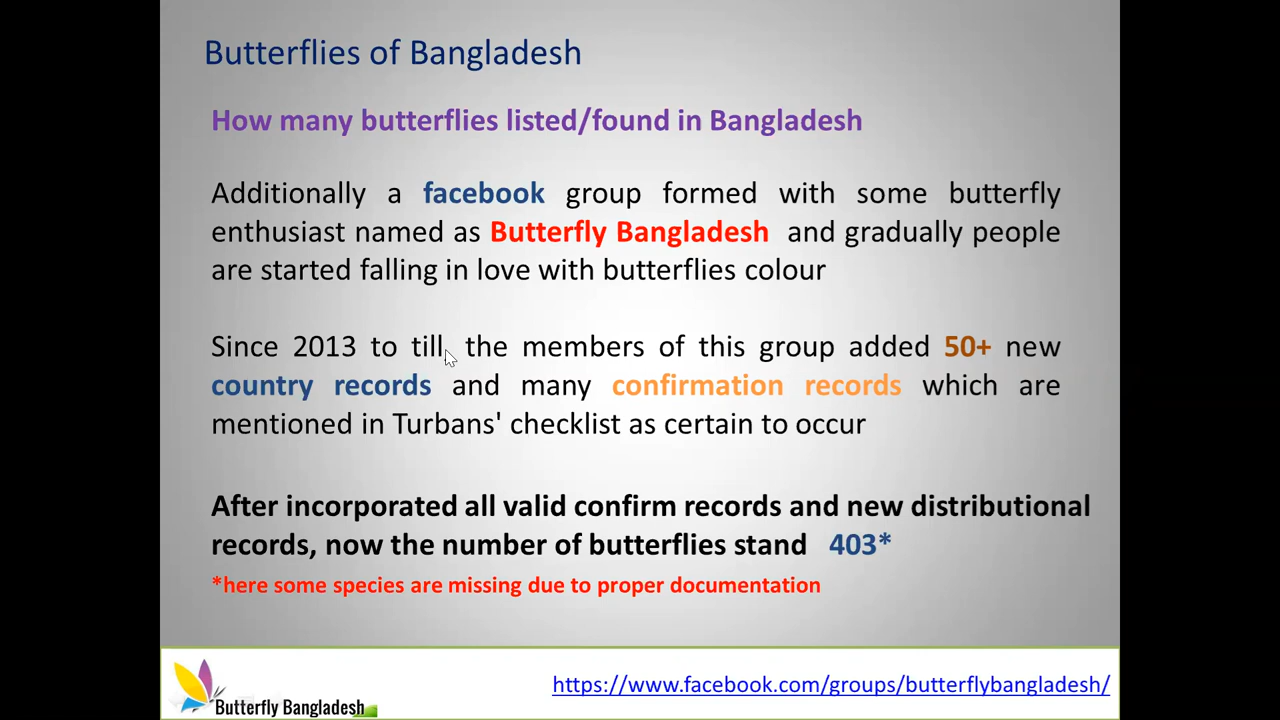 Butterflies of Bangladesh
How many butterflies listed/found in Bangladesh
Additionally a facebook group formed with some butterfly
enthusiast named as Butterfly Bangladesh and gradually people
are started falling in love with butterflies colour
Since 2013 to till, the members of this group added 50+ new
country records and many confirmation records which are
mentioned in Turbans' checklist as certain to occur
After incorporated all valid confirm records and new distributional
records, now the number of butterflies stand 403*
*here some species are missing due to proper documentation
Butterfly Bangladesh
https://www.facebook.com/groups/butterflybangladesh/